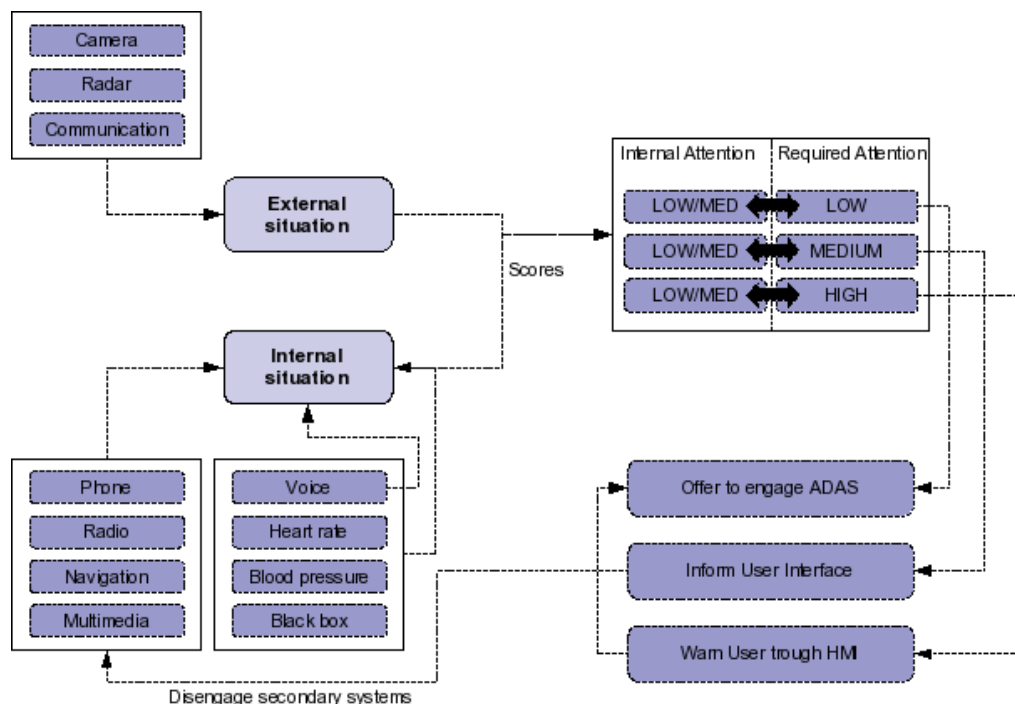 Camera
Radar
Communication
External
situation
Scores
Internal
situation
Internal Attention
Required Attention
LOW/MED
LOW
LOW/MED
MEDIUM
LOW/MED
HIGH
Phone
Radio
Navigation
Multimedia
Voice
Heart rate
Blood pressure
Black box
Offer to engage ADAS
Inform User Interface
Warn User trough HMI
Disengage secondary systems